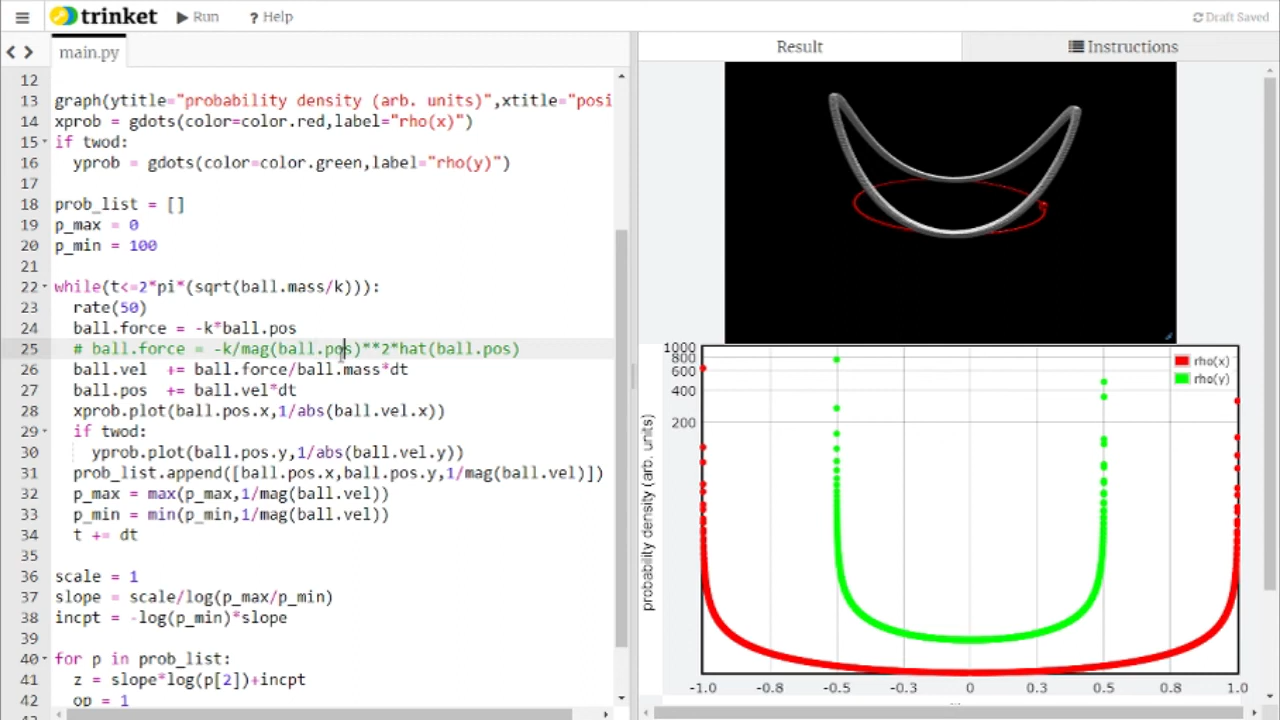 trinket
Run
? Help
Draft Saved
main.py
Result
Instructions
12
13 graph(ytitle="probability density (arb. units)",xtitle="posi
14 xprob = gdots(color=color.red,label="rho(x)")
15 if twod:
16 yprob = gdots(color=color.green,label="rho(y)")
17
18 prob_list = []
19 p_max = 0
20 p_min = 100
21
22 while(t<=2*pi*(sqrt(ball.mass/k))):
23 rate(50)
24 ball.force = -k*ball.pos
25 # ball.force = -k/mag(ball.pos)**2*hat(ball.pos)
26 ball.vel += ball.force/ball.mass*dt
27 ball.pos += ball.vel*dt
28 xprob.plot(ball.pos.x,1/abs(ball.vel.x))
29 if twod:
30 yprob.plot(ball.pos.y,1/abs(ball.vel.y))
31 prob_list.append([ball.pos.x,ball.pos.y,1/mag(ball.vel)])
32 p_max = max(p_max,1/mag(ball.vel))
33 p_min = min(p_min,1/mag(ball.vel))
34 t += dt
35
36 scale = 1
37 slope = scale/log(p_max/p_min)
38 incpt = -log(p_min)*slope
39
40 for p in prob_list:
41 z = slope*log(p[2])+incpt
42 op = 1
1000
800
600
400
200
probability density (arb. units)
rho(x)
rho(y)
-1.0 -0.8 -0.5 -0.3 0 0.3 0.5 0.8 1.0